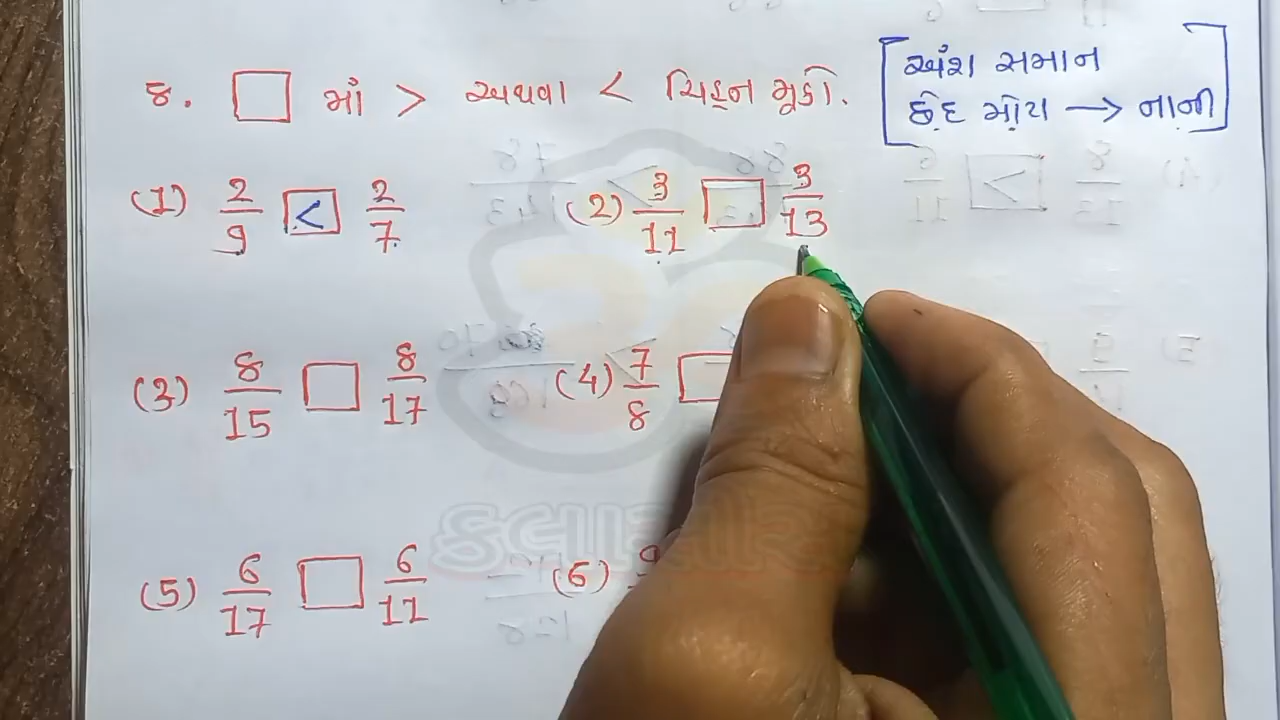 ૪. □ માં > અથવા < ચિહ્ન મૂકો.
[અંશ સમાન
છેદ મોટા → નાની]
(1) 2/9 < 2/7 (2) 3/11 □ 3/13
(3) 8/15 □ 8/17 (4) 7/8 □
(5) 6/17 □ 6/11 (6)